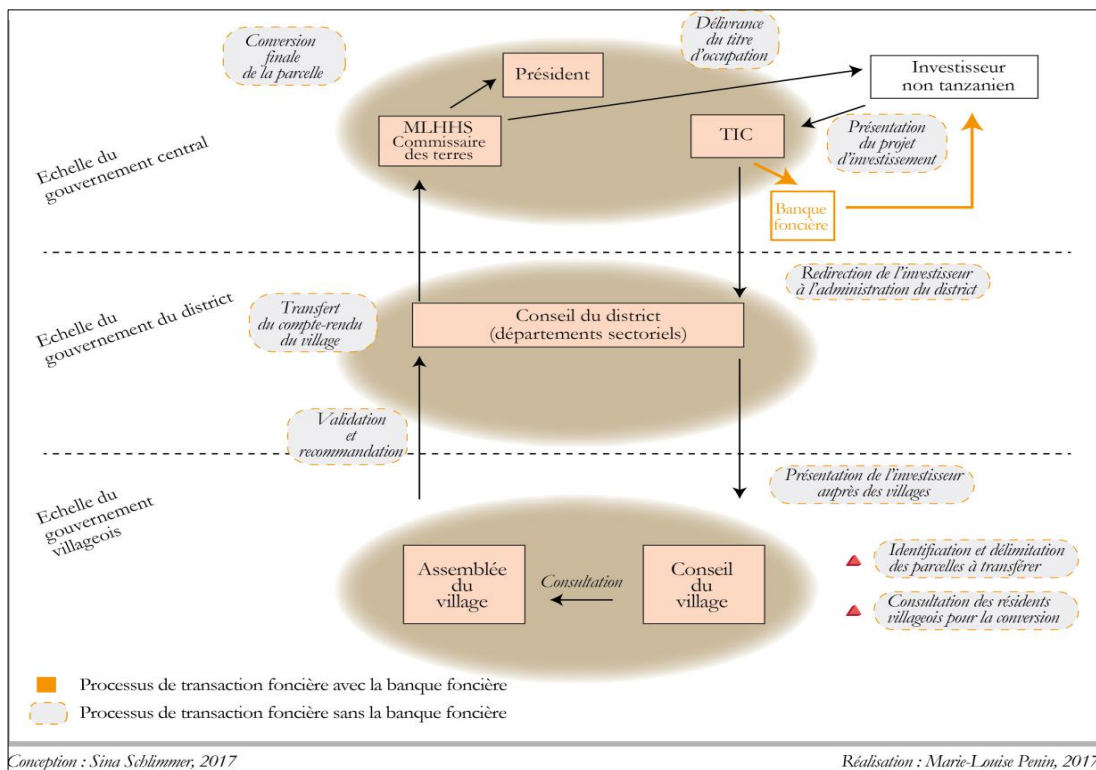 Conversion
finale
de la parcelle
Délivrance
du titre
d'occupation
Président
Investisseur
non tanzanien
MLHHS
Commissaire
des terres
TIC
Présentation
du projet
d'investissement
Echelle du
gouvernement central
Banque
foncière
Redirection de l'investisseur
à l'administration du district
Echelle du
gouvernement du district
Transfert
du compte-rendu
du village
Conseil du district
(départements sectoriels)
Validation
et
recommandation
Présentation de l'investisseur
auprès des villages
Echelle du
gouvernement
villageois
Assemblée
du
village
Consultation
Conseil
du
village
Identification et délimitation
des parcelles à transférer
Consultation des résidents
villageois pour la conversion
Processus de transaction foncière avec la banque foncière
Processus de transaction foncière sans la banque foncière
Conception : Sina Schlimmer, 2017
Réalisation : Marie-Louise Penin, 2017